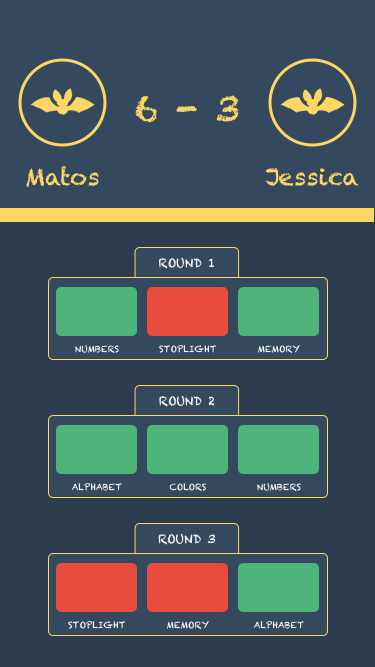 6 - 3
Matos Jessica
ROUND 1
NUMBERS STOPLIGHT MEMORY
ROUND 2
ALPHABET COLORS NUMBERS
ROUND 3
STOPLIGHT MEMORY ALPHABET